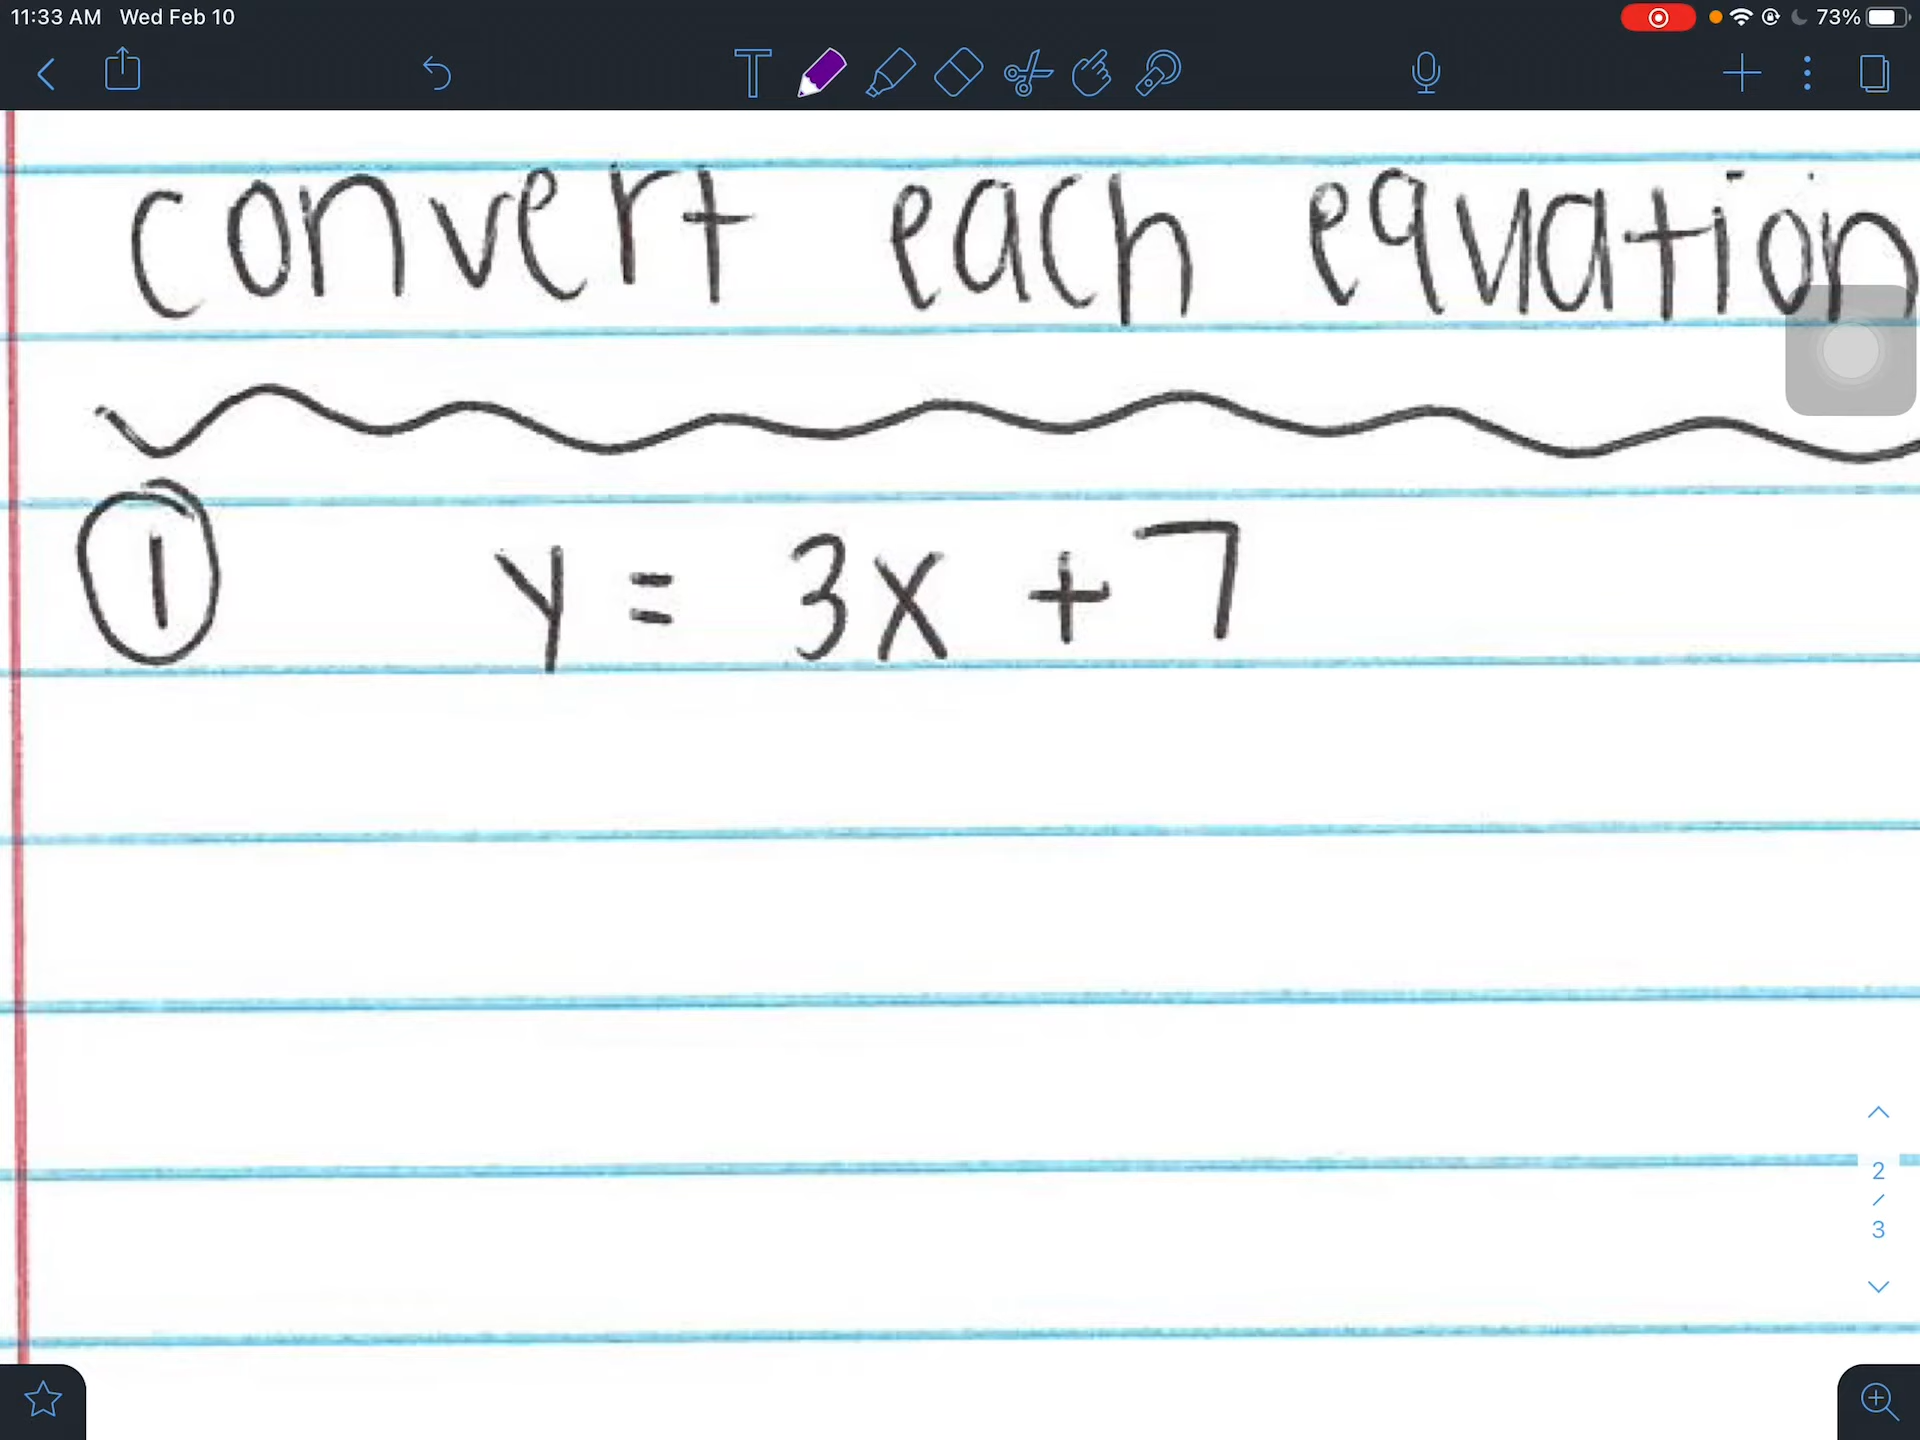 11:33 AM Wed Feb 10 73%
T
convert each equation
1 y = 3x + 7
2
/
3